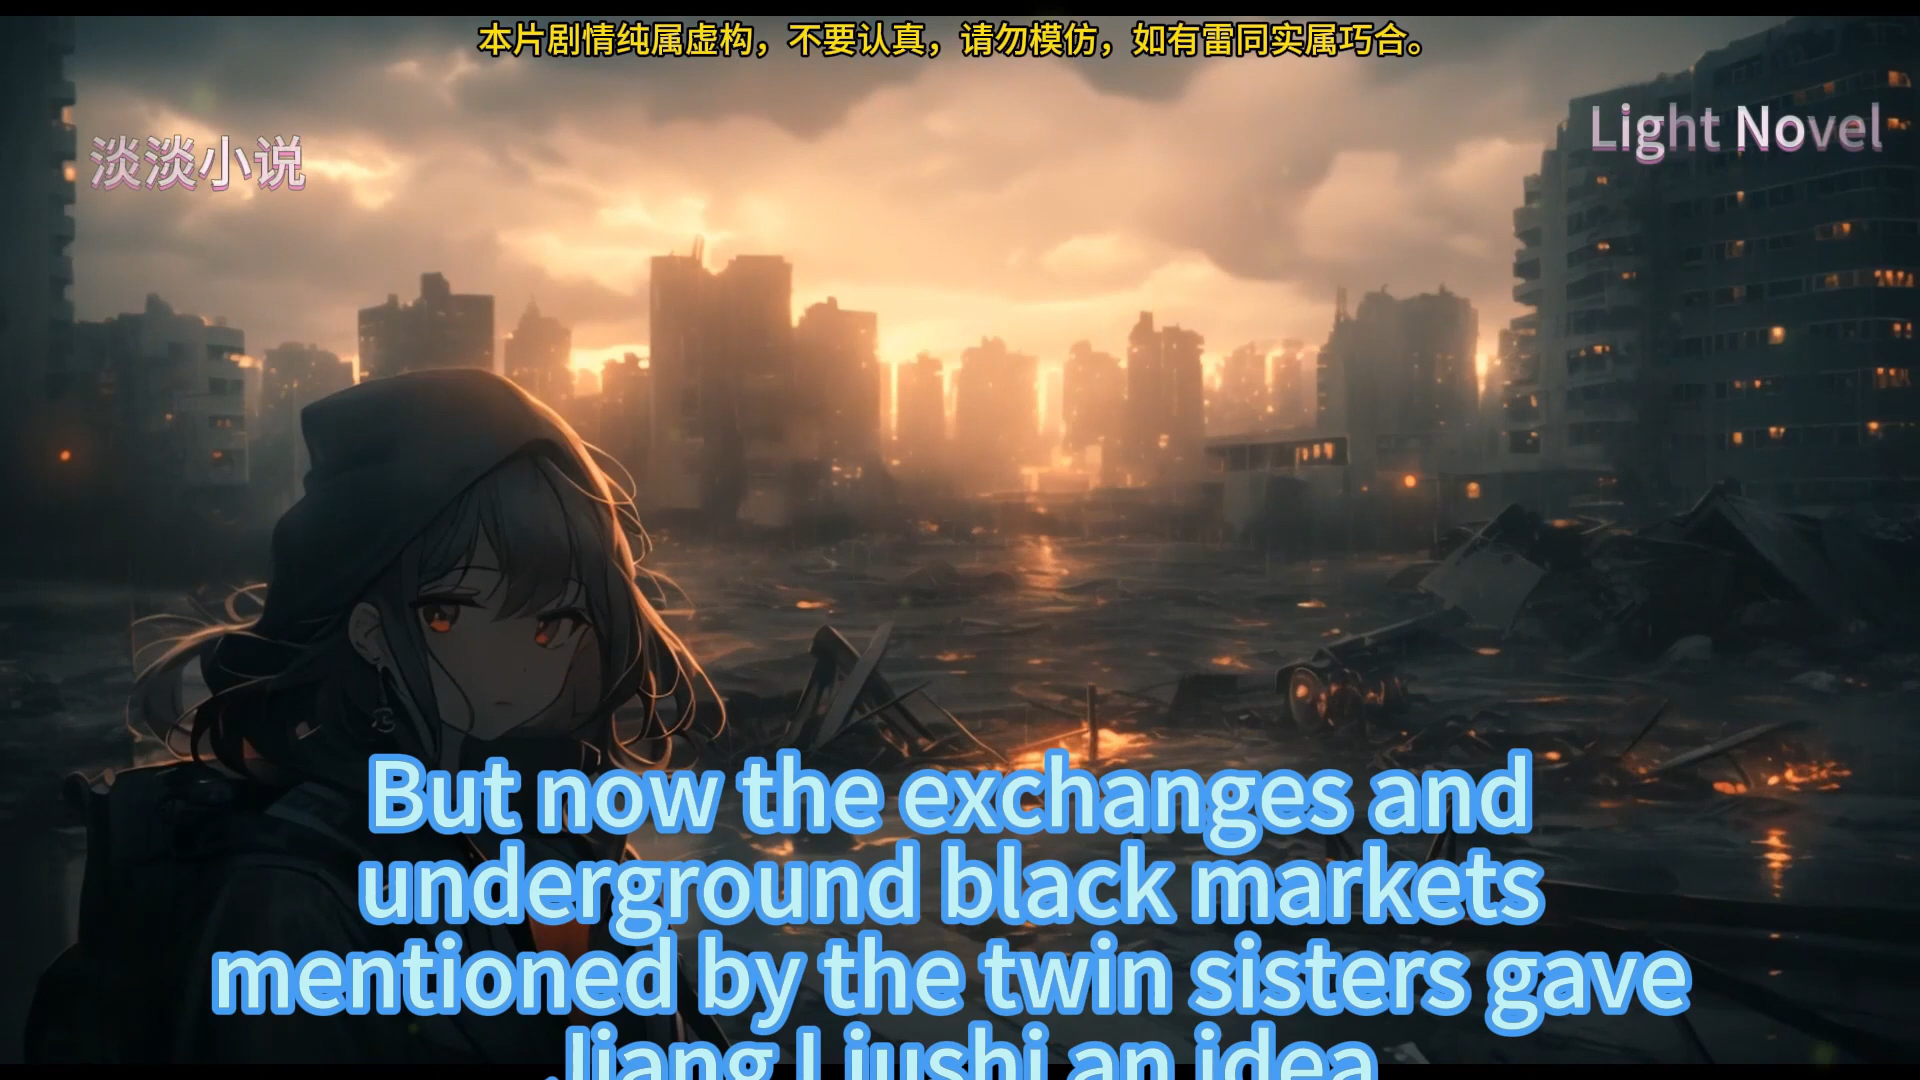 本片剧情纯属虚构，不要认真，请勿模仿，如有雷同实属巧合。
淡淡小说
Light Novel
But now the exchanges and
underground black markets
mentioned by the twin sisters gave
Jiang Liushi an idea